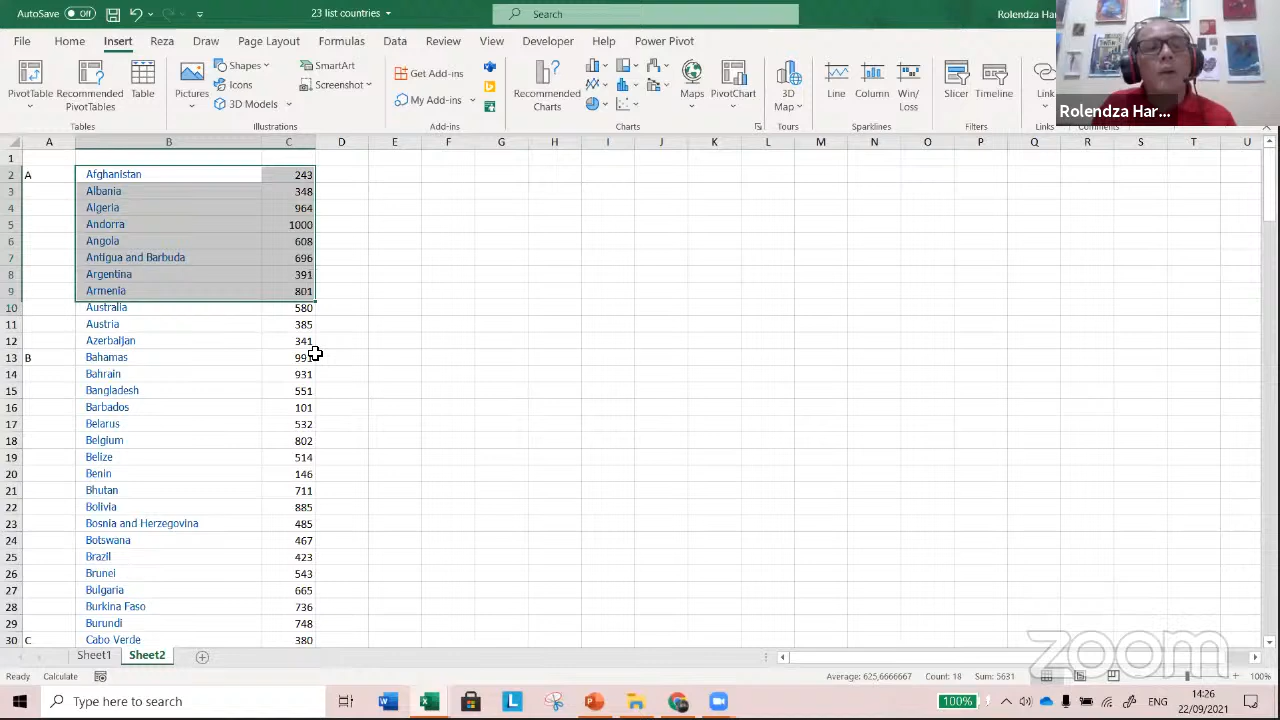 AutoSave Off 23 list countries Search Rolendza Har
File Home Insert Reza Draw Page Layout Formulas Data Review View Developer Help Power Pivot
PivotTable Recommended PivotTables Table Pictures Shapes Icons 3D Models SmartArt Screenshot Get Add-ins My Add-ins Recommended Charts Maps PivotChart 3D Map Line Column Win/Loss Slicer Timeline Link
Tables Illustrations Add-ins Charts Tours Sparklines Filters Links Comments
Rolendza Har...
A B C D E F G H I J K L M N O P Q R S T U
1
2 A Afghanistan 243
3 Albania 348
4 Algeria 964
5 Andorra 1000
6 Angola 608
7 Antigua and Barbuda 696
8 Argentina 391
9 Armenia 801
10 Australia 580
11 Austria 385
12 Azerbaijan 341
13 B Bahamas 991
14 Bahrain 931
15 Bangladesh 551
16 Barbados 101
17 Belarus 532
18 Belgium 802
19 Belize 514
20 Benin 146
21 Bhutan 711
22 Bolivia 885
23 Bosnia and Herzegovina 485
24 Botswana 467
25 Brazil 423
26 Brunei 543
27 Bulgaria 665
28 Burkina Faso 736
29 Burundi 748
30 C Cabo Verde 380
zoom
Sheet1 Sheet2
Ready Calculate Average: 625,6666667 Count: 18 Sum: 5631 100%
Type here to search 100% ENG 14:26
22/09/2021